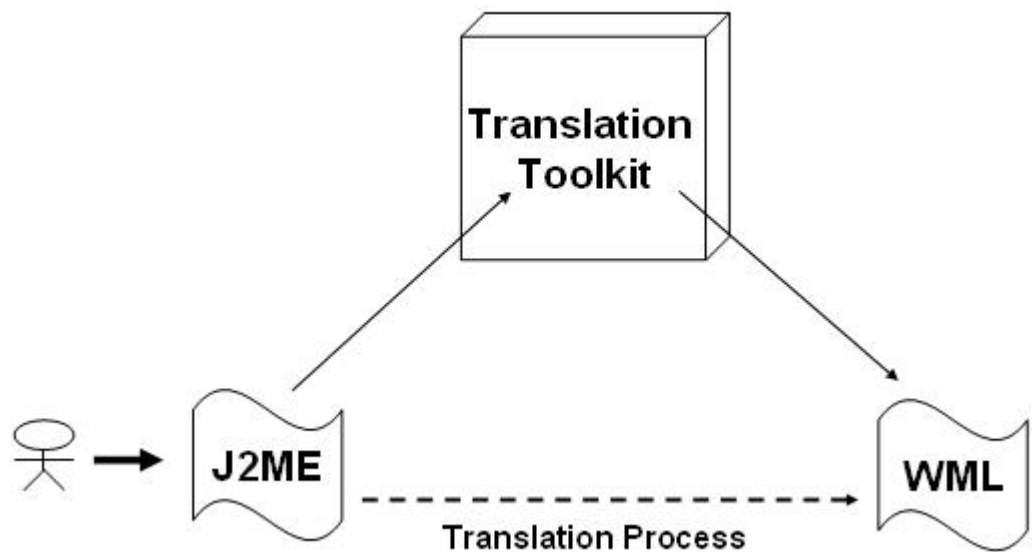 Translation
Toolkit
J2ME
WML
Translation Process